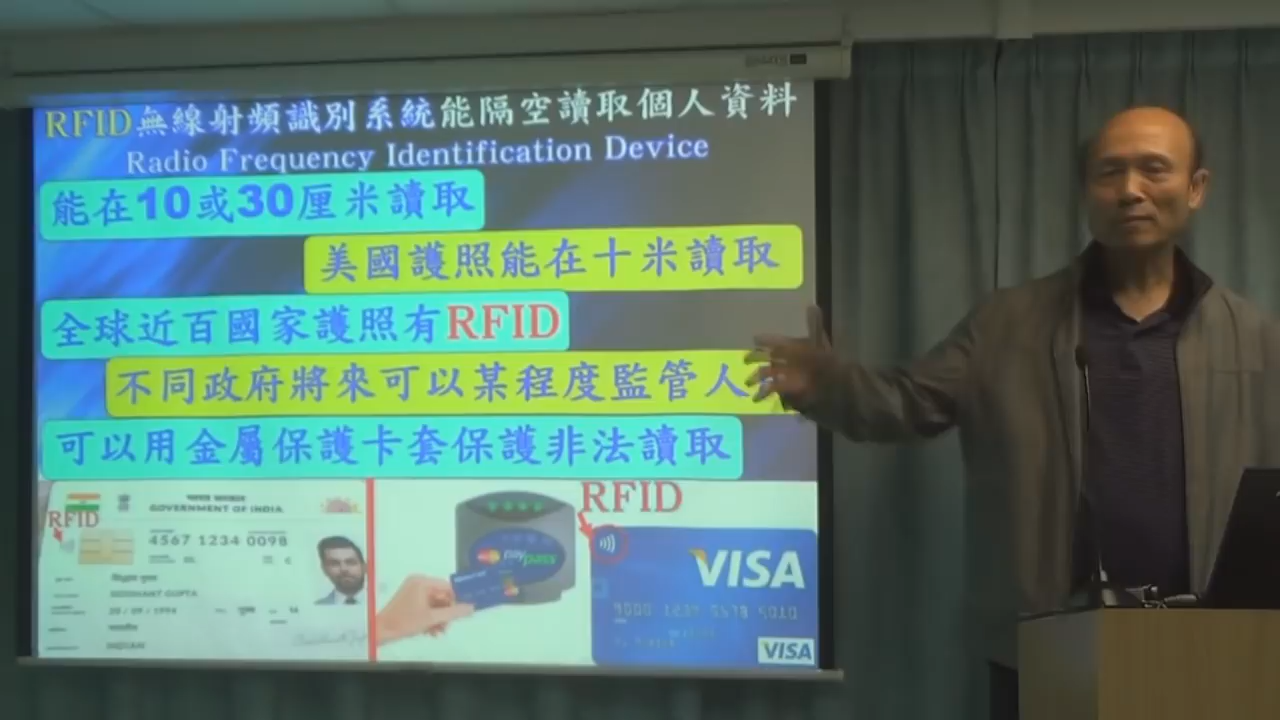 RFID無線射頻識別系統能隔空讀取個人資料
Radio Frequency Identification Device
能在10或30厘米讀取
美國護照能在十米讀取
全球近百國家護照有RFID
不同政府將來可以某程度監管人
可以用金屬保護卡套保護非法讀取
RFID
GOVERNMENT OF INDIA
4567 1234 0098
SIDDHANT GUPTA
INDIAN
paypass
RFID
VISA
VISA